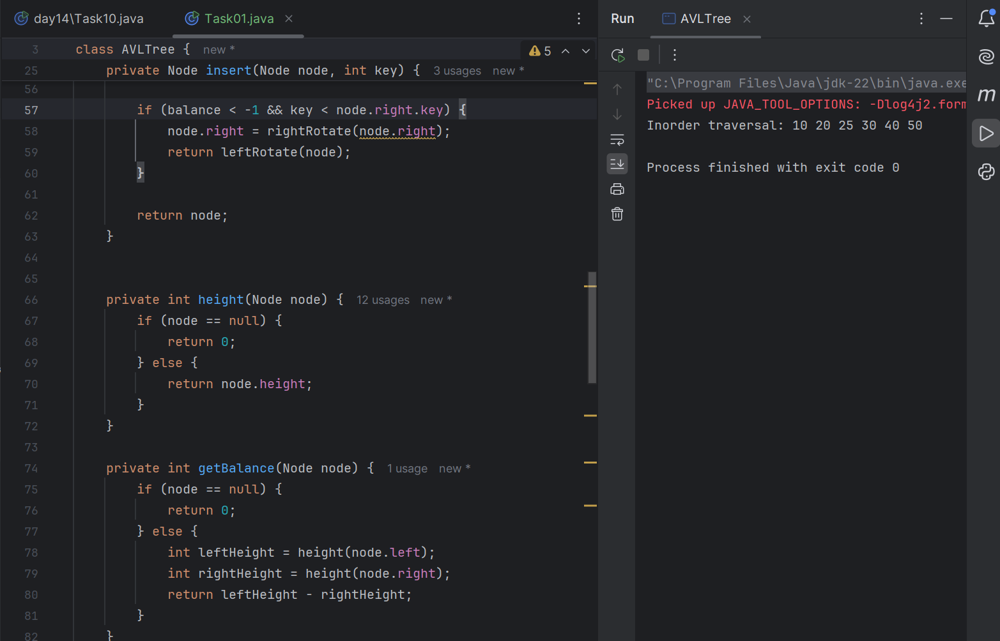 day14\Task10.java
Task01.java
Run
AVLTree
3 class AVLTree { new *
5
25 private Node insert(Node node, int key) { 3 usages new *
56
57 if (balance < -1 && key < node.right.key) {
58 node.right = rightRotate(node.right);
59 return leftRotate(node);
60 }
61
62 return node;
63 }
64
65
66 private int height(Node node) { 12 usages new *
67 if (node == null) {
68 return 0;
69 } else {
70 return node.height;
71 }
72 }
73
74 private int getBalance(Node node) { 1 usage new *
75 if (node == null) {
76 return 0;
77 } else {
78 int leftHeight = height(node.left);
79 int rightHeight = height(node.right);
80 return leftHeight - rightHeight;
81 }
82 }
"C:\Program Files\Java\jdk-22\bin\java.exe
Picked up JAVA_TOOL_OPTIONS: -Dlog4j2.form
Inorder traversal: 10 20 25 30 40 50
Process finished with exit code 0
m